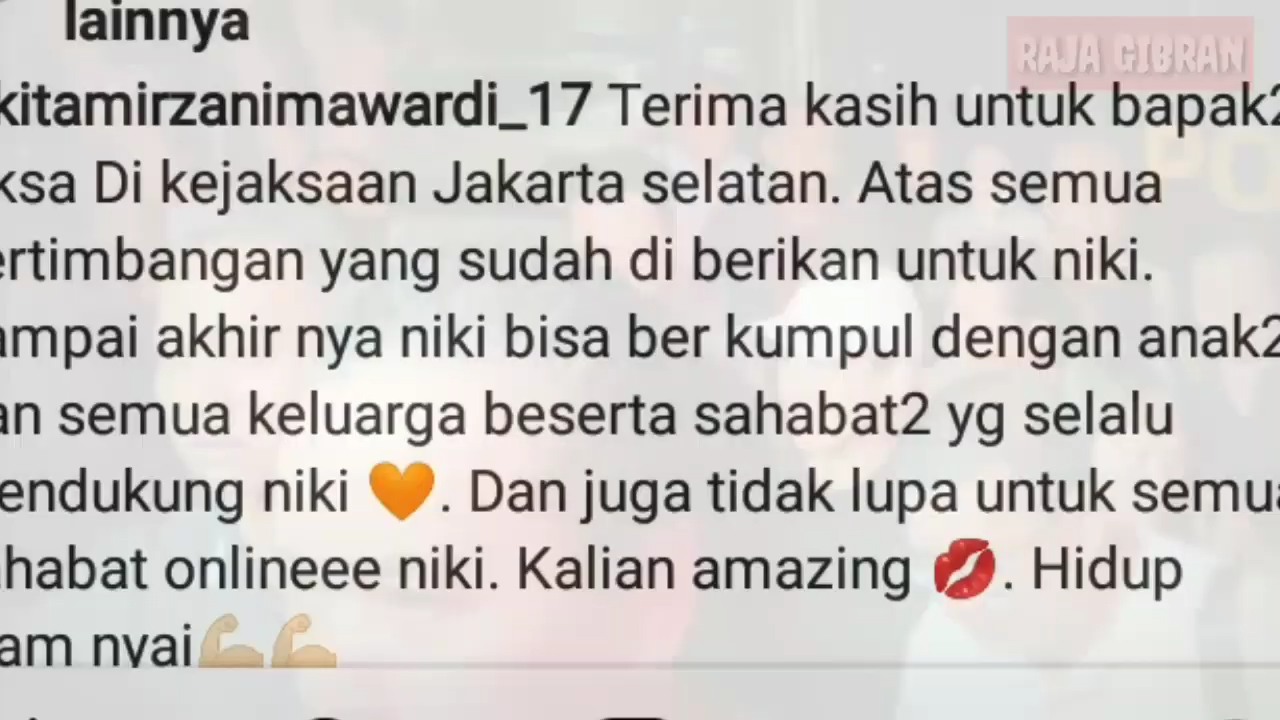 lainnya
RAJA GIBRAN
kitamirzanimawardi_17 Terima kasih untuk bapak2
ksa Di kejaksaan Jakarta selatan. Atas semua
ertimbangan yang sudah di berikan untuk niki.
ampai akhir nya niki bisa ber kumpul dengan anak2
an semua keluarga beserta sahabat2 yg selalu
endukung niki 🧡. Dan juga tidak lupa untuk semua
ahabat onlineee niki. Kalian amazing 💋. Hidup
am nyai💪🏼💪🏼